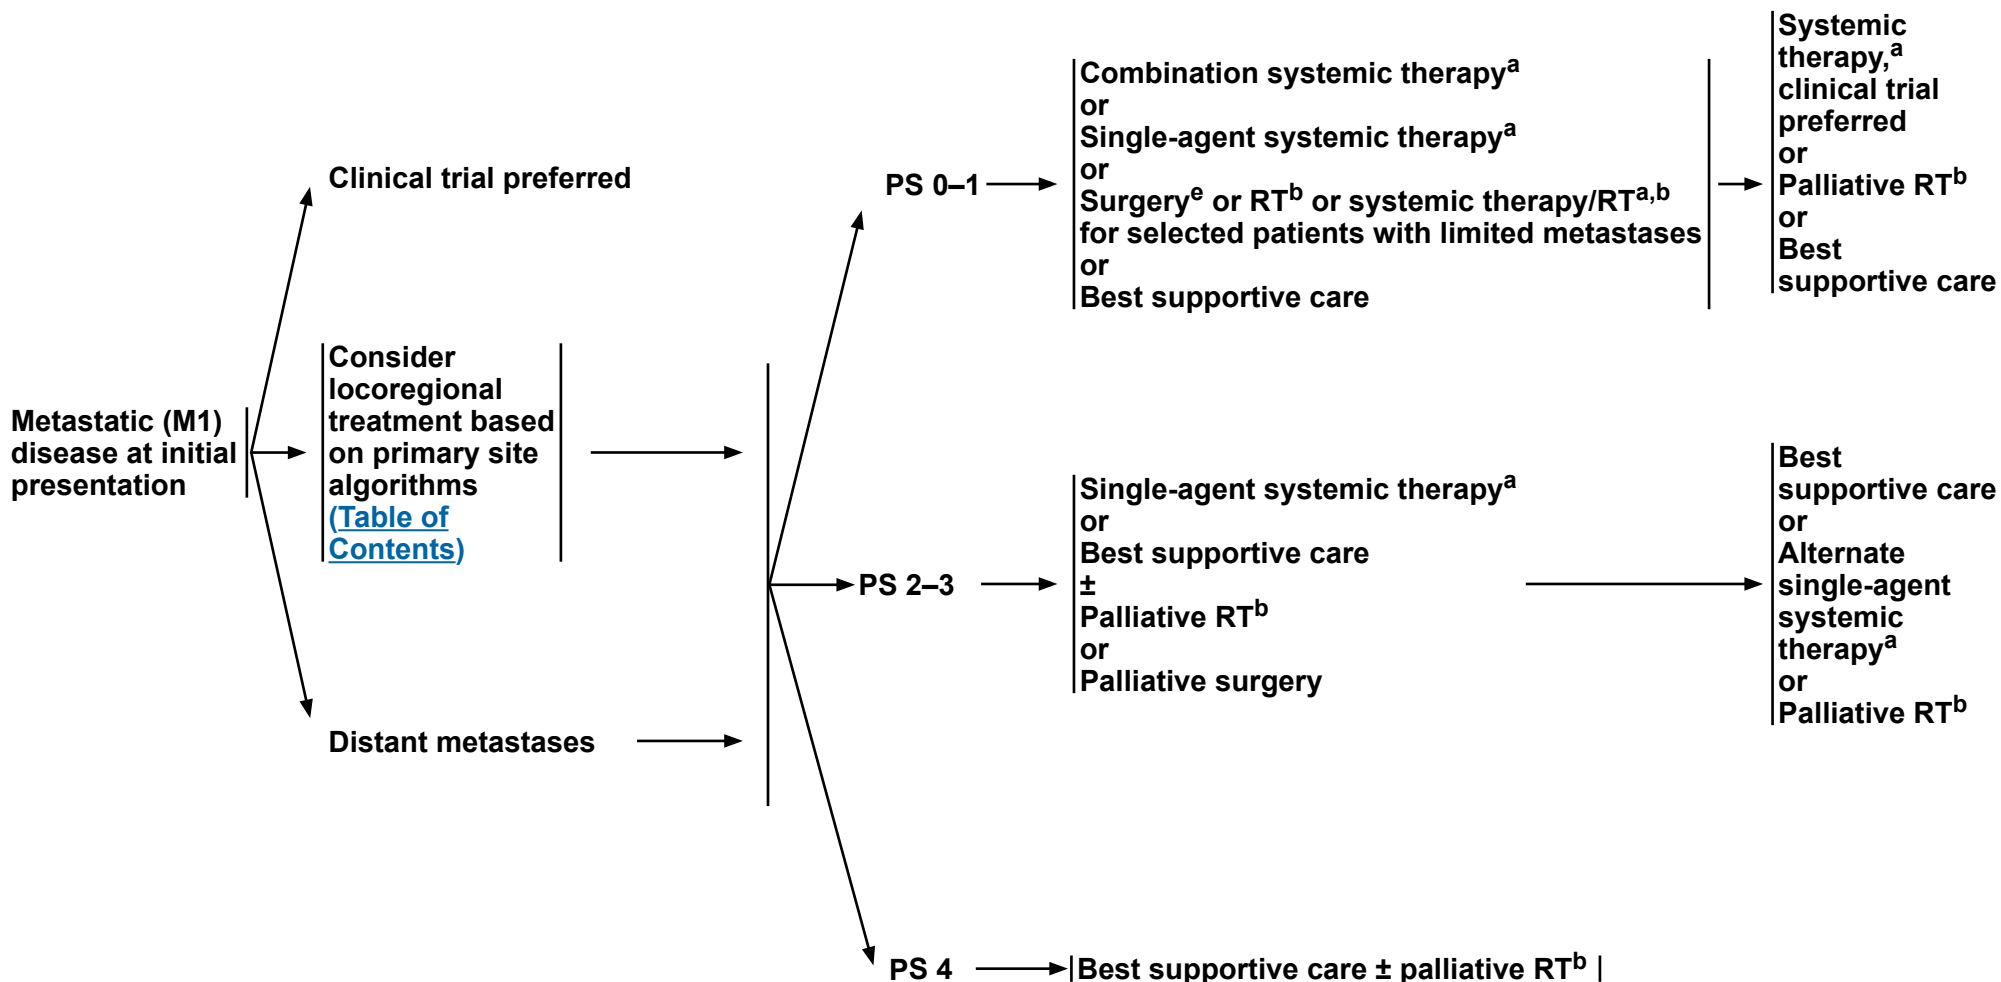 Metastatic (M1)
disease at initial
presentation
Clinical trial preferred
Consider
locoregional
treatment based
on primary site
algorithms
(Table of
Contents)
Distant metastases
PS 0–1
Combination systemic therapyᵃ
or
Single-agent systemic therapyᵃ
or
Surgeryᵉ or RTᵇ or systemic therapy/RTᵃ,ᵇ
for selected patients with limited metastases
or
Best supportive care
Systemic
therapy,ᵃ
clinical trial
preferred
or
Palliative RTᵇ
or
Best
supportive care
PS 2–3
Single-agent systemic therapyᵃ
or
Best supportive care
±
Palliative RTᵇ
or
Palliative surgery
Best
supportive care
or
Alternate
single-agent
systemic
therapyᵃ
or
Palliative RTᵇ
PS 4
Best supportive care ± palliative RTᵇ